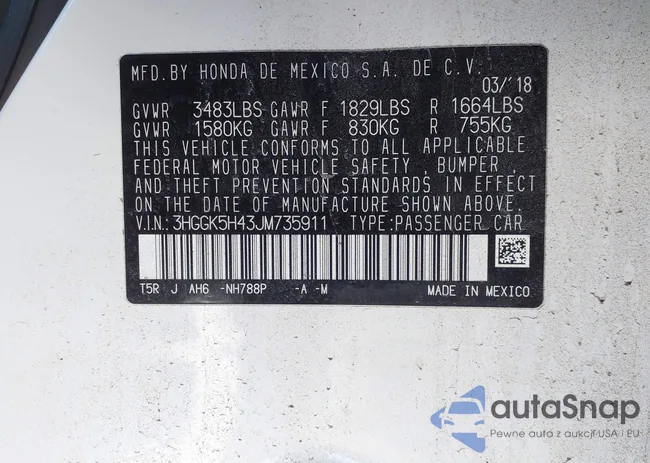 MFD.BY HONDA DE MEXICO S.A. DE C.V.
03/'18
GVWR 3483LBS GAWR F 1829LBS R 1664LBS
GVWR 1580KG GAWR F 830KG R 755KG
THIS VEHICLE CONFORMS TO ALL APPLICABLE
FEDERAL MOTOR VEHICLE SAFETY , BUMPER ,
AND THEFT PREVENTION STANDARDS IN EFFECT
ON THE DATE OF MANUFACTURE SHOWN ABOVE.
V.I.N.:3HGGK5H43JM735911 TYPE:PASSENGER CAR
T5R J AH6 -NH788P -A -M MADE IN MEXICO
autoSnap
Pewne auto z aukcji USA i EU